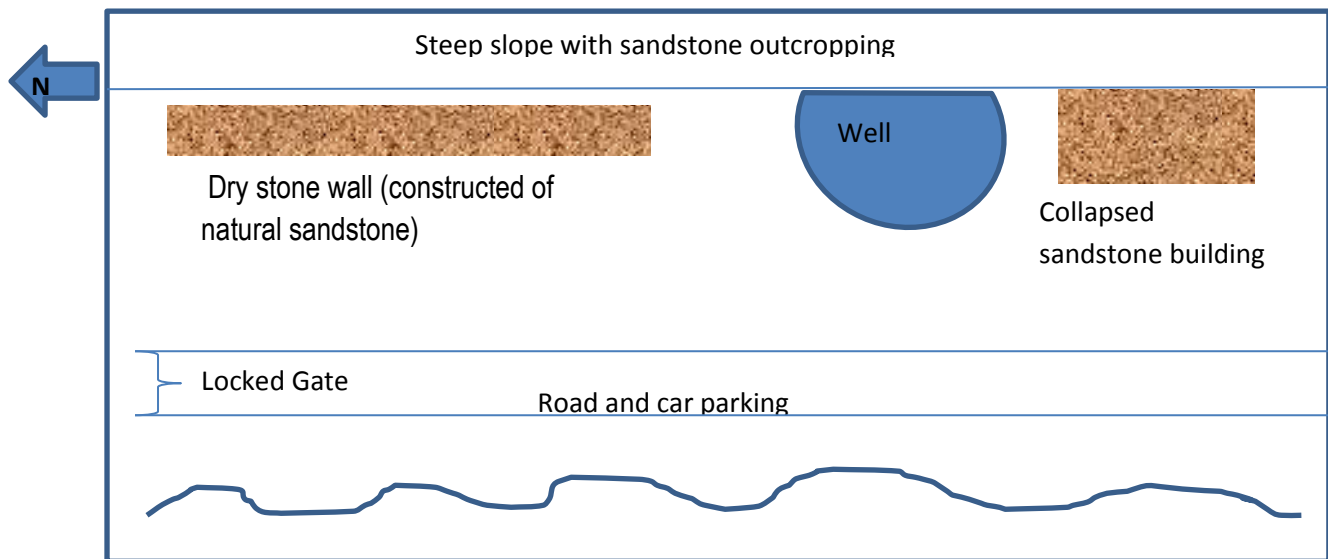 Steep slope with sandstone outcropping
N
Well
Dry stone wall (constructed of
natural sandstone)
Collapsed
sandstone building
Locked Gate
Road and car parking